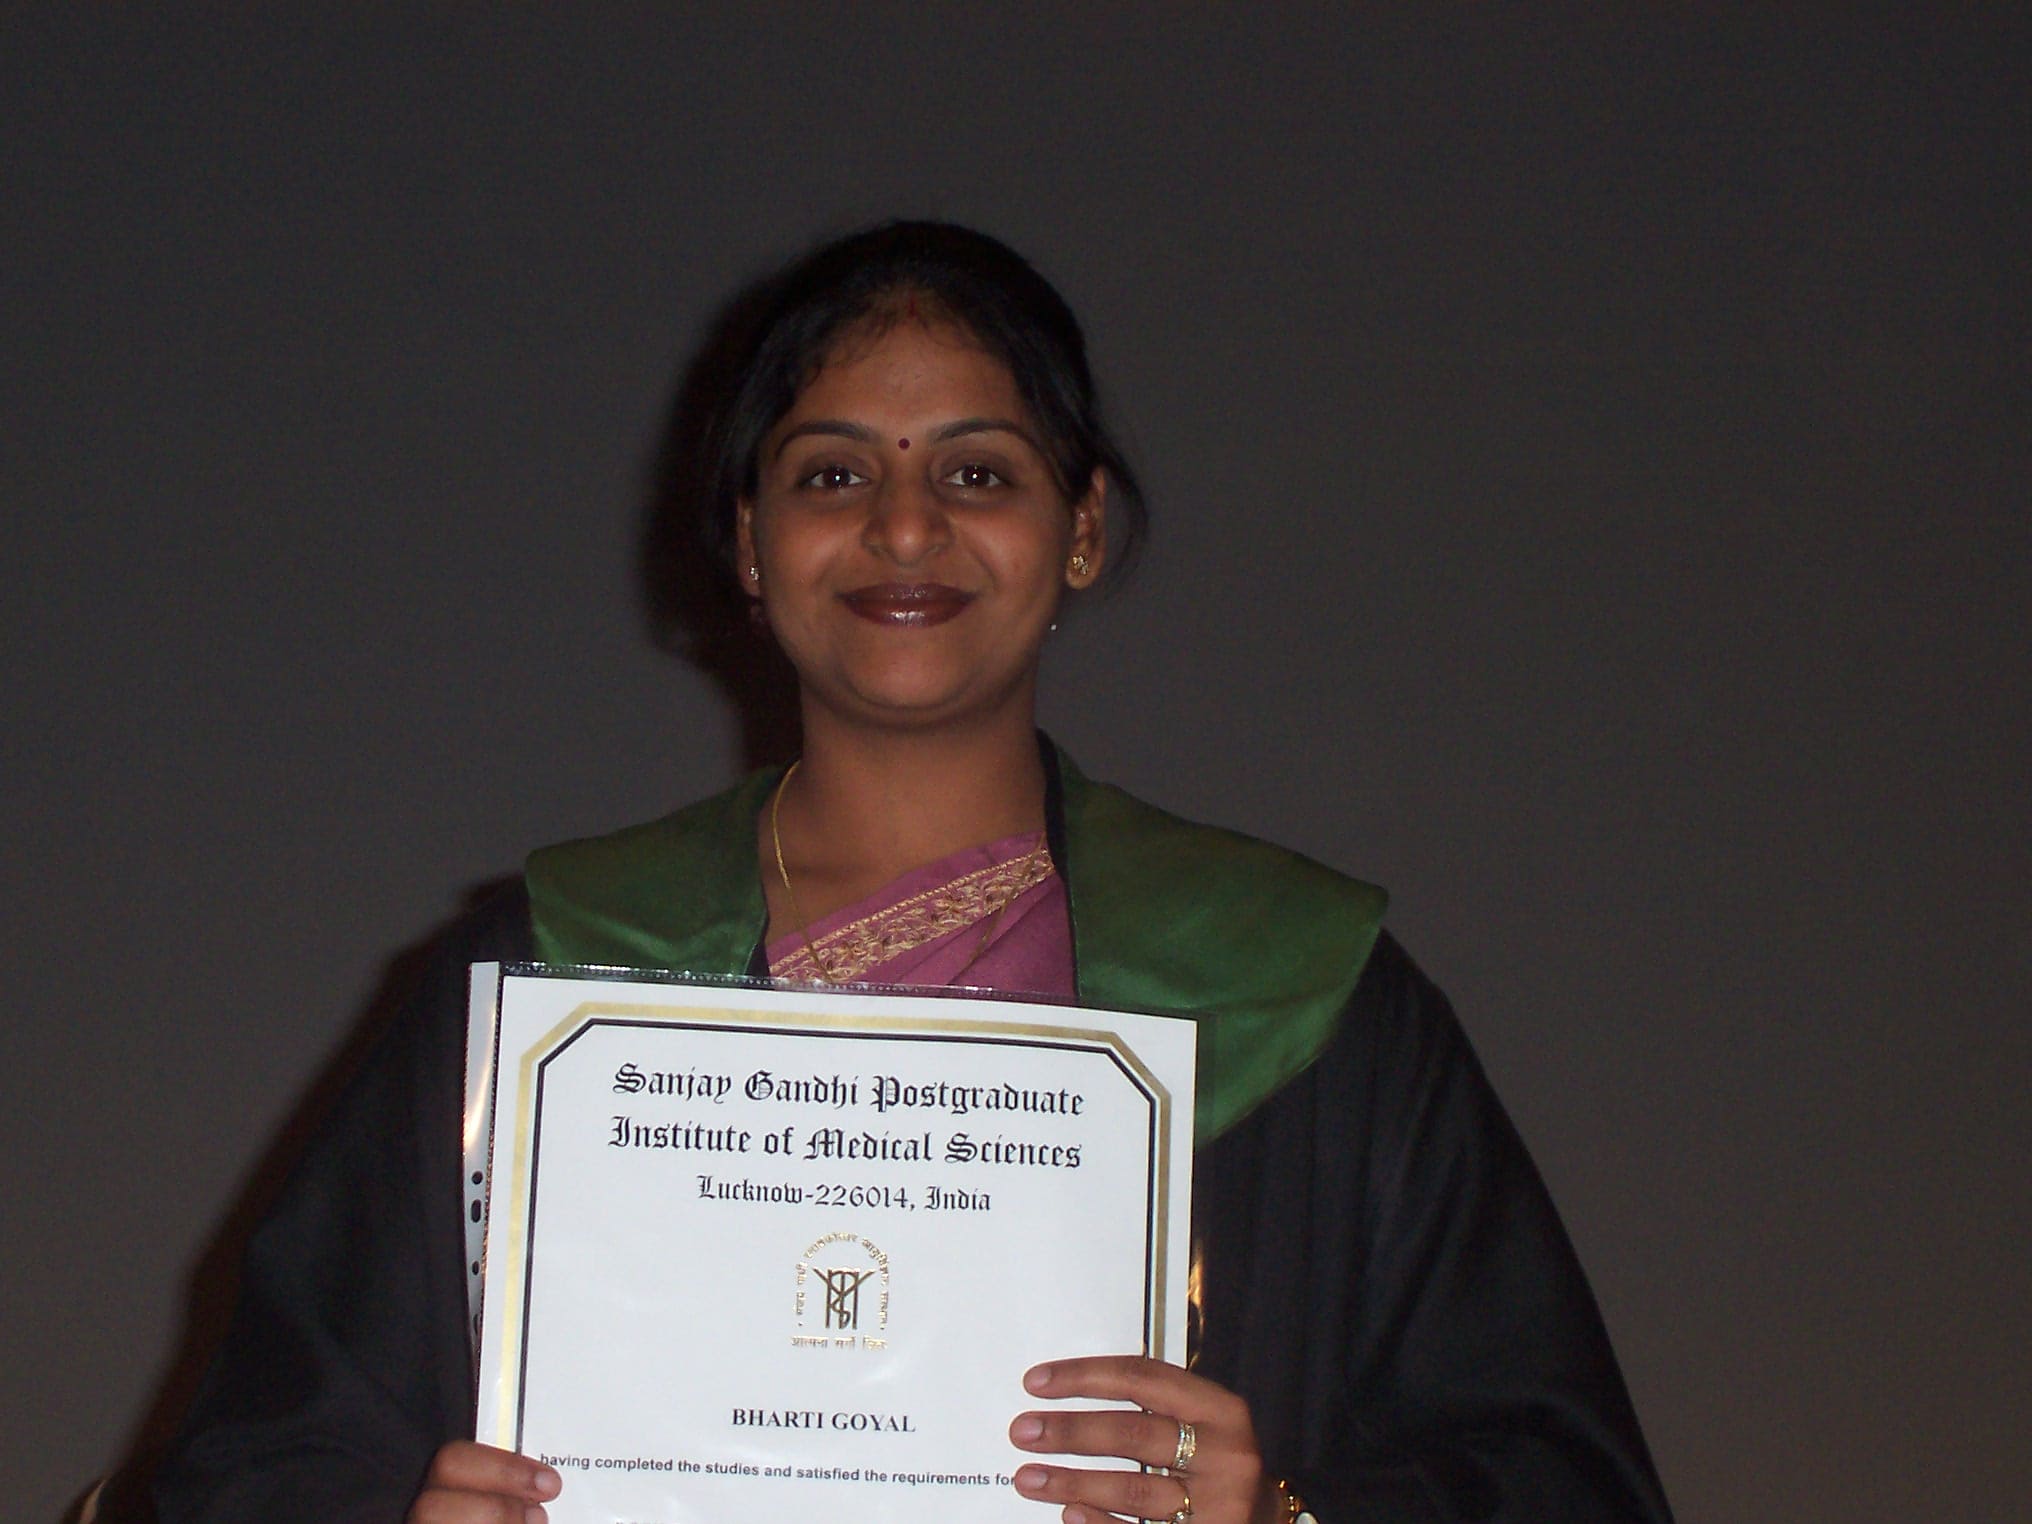 Sanjay Gandhi Postgraduate
Institute of Medical Sciences
Lucknow-226014, India
BHARTI GOYAL
having completed the studies and satisfied the requirements for